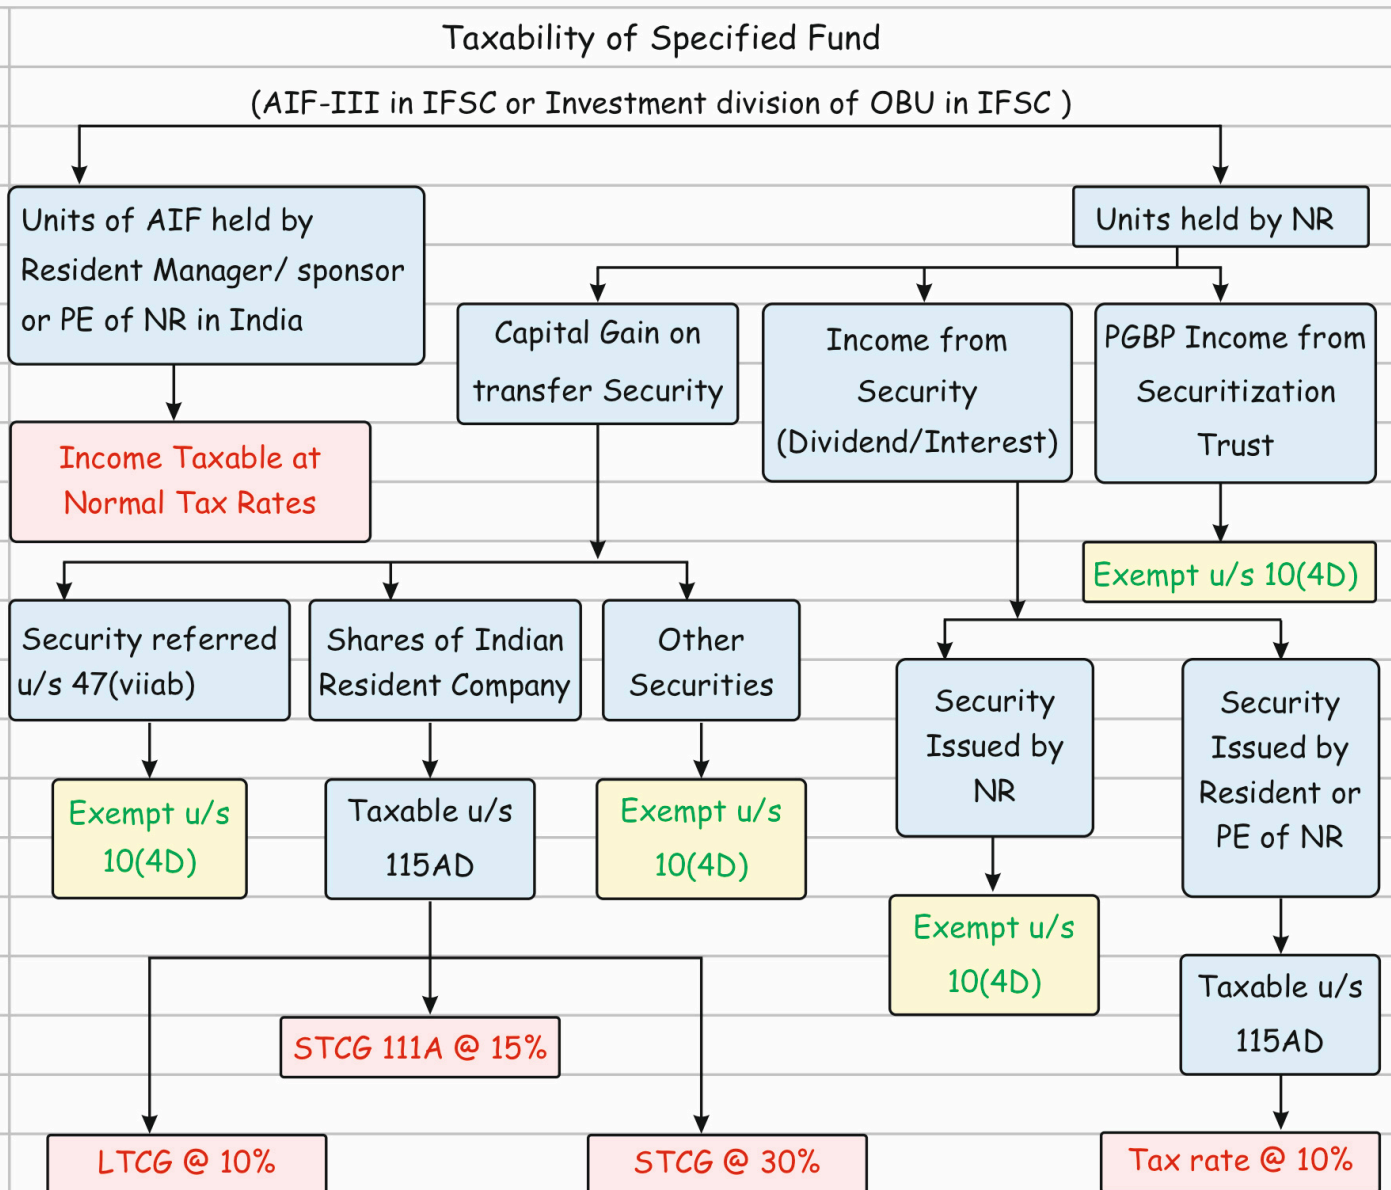 Taxability of Specified Fund
(AIF-III in IFSC or Investment division of OBU in IFSC )
Units of AIF held by
Resident Manager/ sponsor
or PE of NR in India
Units held by NR
Income Taxable at
Normal Tax Rates
Capital Gain on
transfer Security
Income from
Security
(Dividend/Interest)
PGBP Income from
Securitization
Trust
Exempt u/s 10(4D)
Security referred
u/s 47(viiab)
Shares of Indian
Resident Company
Other
Securities
Exempt u/s
10(4D)
Taxable u/s
115AD
Exempt u/s
10(4D)
Security
Issued by
NR
Security
Issued by
Resident or
PE of NR
Exempt u/s
10(4D)
Taxable u/s
115AD
STCG 111A @ 15%
LTCG @ 10%
STCG @ 30%
Tax rate @ 10%